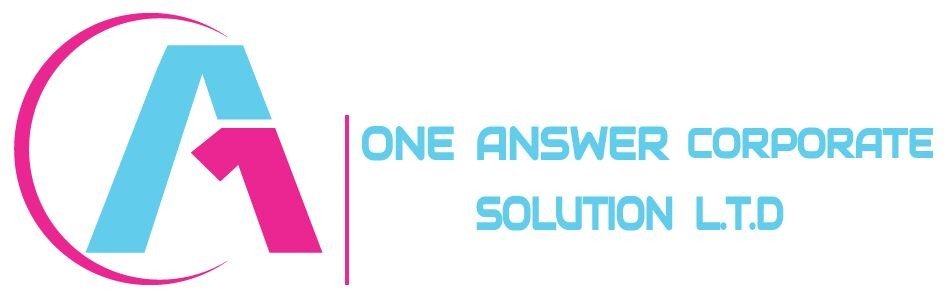 ONE ANSWER CORPORATE
SOLUTION L.T.D